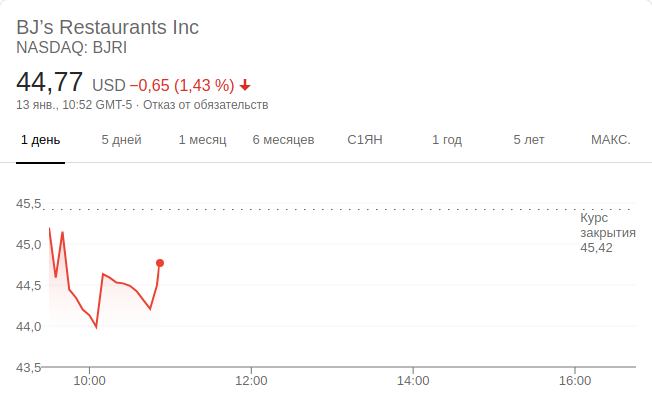 BJ’s Restaurants Inc
NASDAQ: BJRI
44,77 USD −0,65 (1,43 %)
13 янв., 10:52 GMT-5 · Отказ от обязательств
1 день 5 дней 1 месяц 6 месяцев С1ЯН 1 год 5 лет МАКС.
45,5
Курс
закрытия
45,42
45,0
44,5
44,0
43,5
10:00 12:00 14:00 16:00